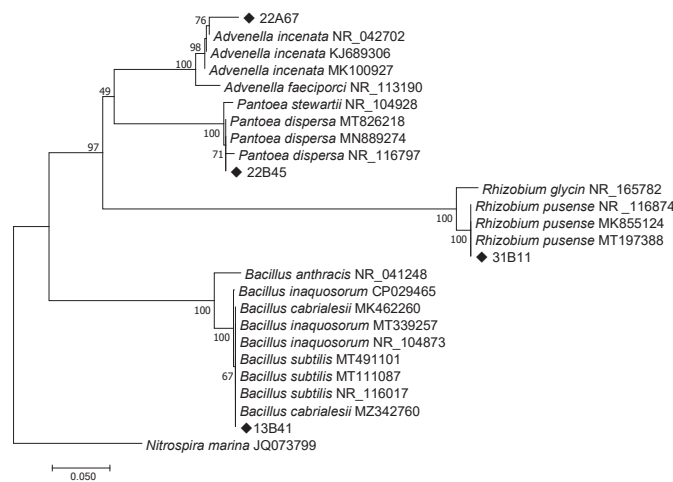 76
◆ 22A67
Advenella incenata NR_042702
98
Advenella incenata KJ689306
Advenella incenata MK100927
100
Advenella faeciporci NR_113190
49
Pantoea stewartii NR_104928
Pantoea dispersa MT826218
100
Pantoea dispersa MN889274
71
Pantoea dispersa NR_116797
◆ 22B45
97
Rhizobium glycin NR_165782
Rhizobium pusense NR_116874
100
Rhizobium pusense MK855124
100
Rhizobium pusense MT197388
◆ 31B11
Bacillus anthracis NR_041248
Bacillus inaquosorum CP029465
100
Bacillus cabrialesii MK462260
Bacillus inaquosorum MT339257
100
Bacillus inaquosorum NR_104873
Bacillus subtilis MT491101
67
Bacillus subtilis MT111087
Bacillus subtilis NR_116017
Bacillus cabrialesii MZ342760
◆13B41
Nitrospira marina JQ073799
0.050